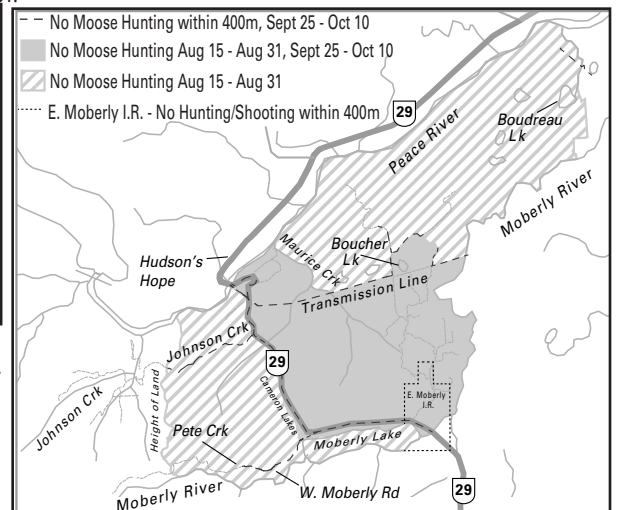 No Moose Hunting within 400m, Sept 25 - Oct 10
No Moose Hunting Aug 15 - Aug 31, Sept 25 - Oct 10
No Moose Hunting Aug 15 - Aug 31
E. Moberly I.R. - No Hunting/Shooting within 400m
29
Peace River
Boudreau
Lk
Moberly River
Hudson's
Hope
Maurice Crk
Boucher
Lk
Transmission Line
Johnson Crk
29
Cameron Lakes
E. Moberly
I.R.
Johnson Crk
Height of Land
Pete Crk
Moberly Lake
Moberly River
W. Moberly Rd
29